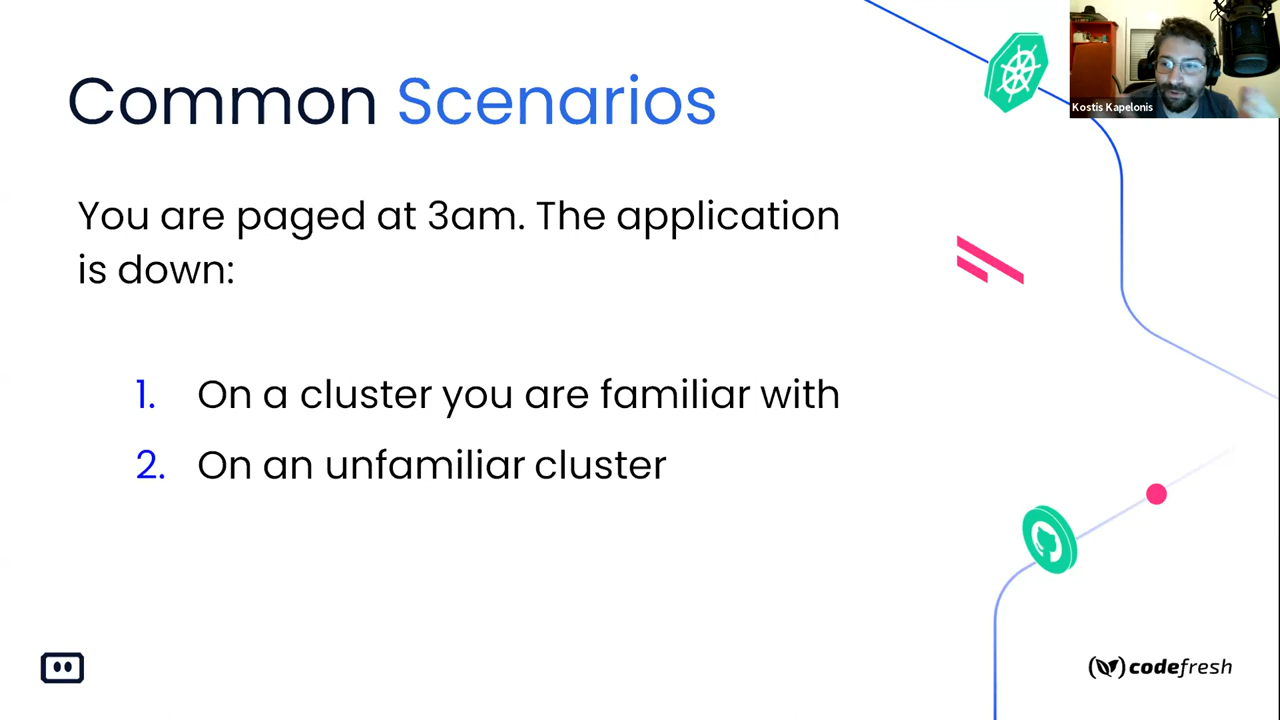 Common Scenarios
Kostis Kapelonis
You are paged at 3am. The application
is down:
1. On a cluster you are familiar with
2. On an unfamiliar cluster
codefresh